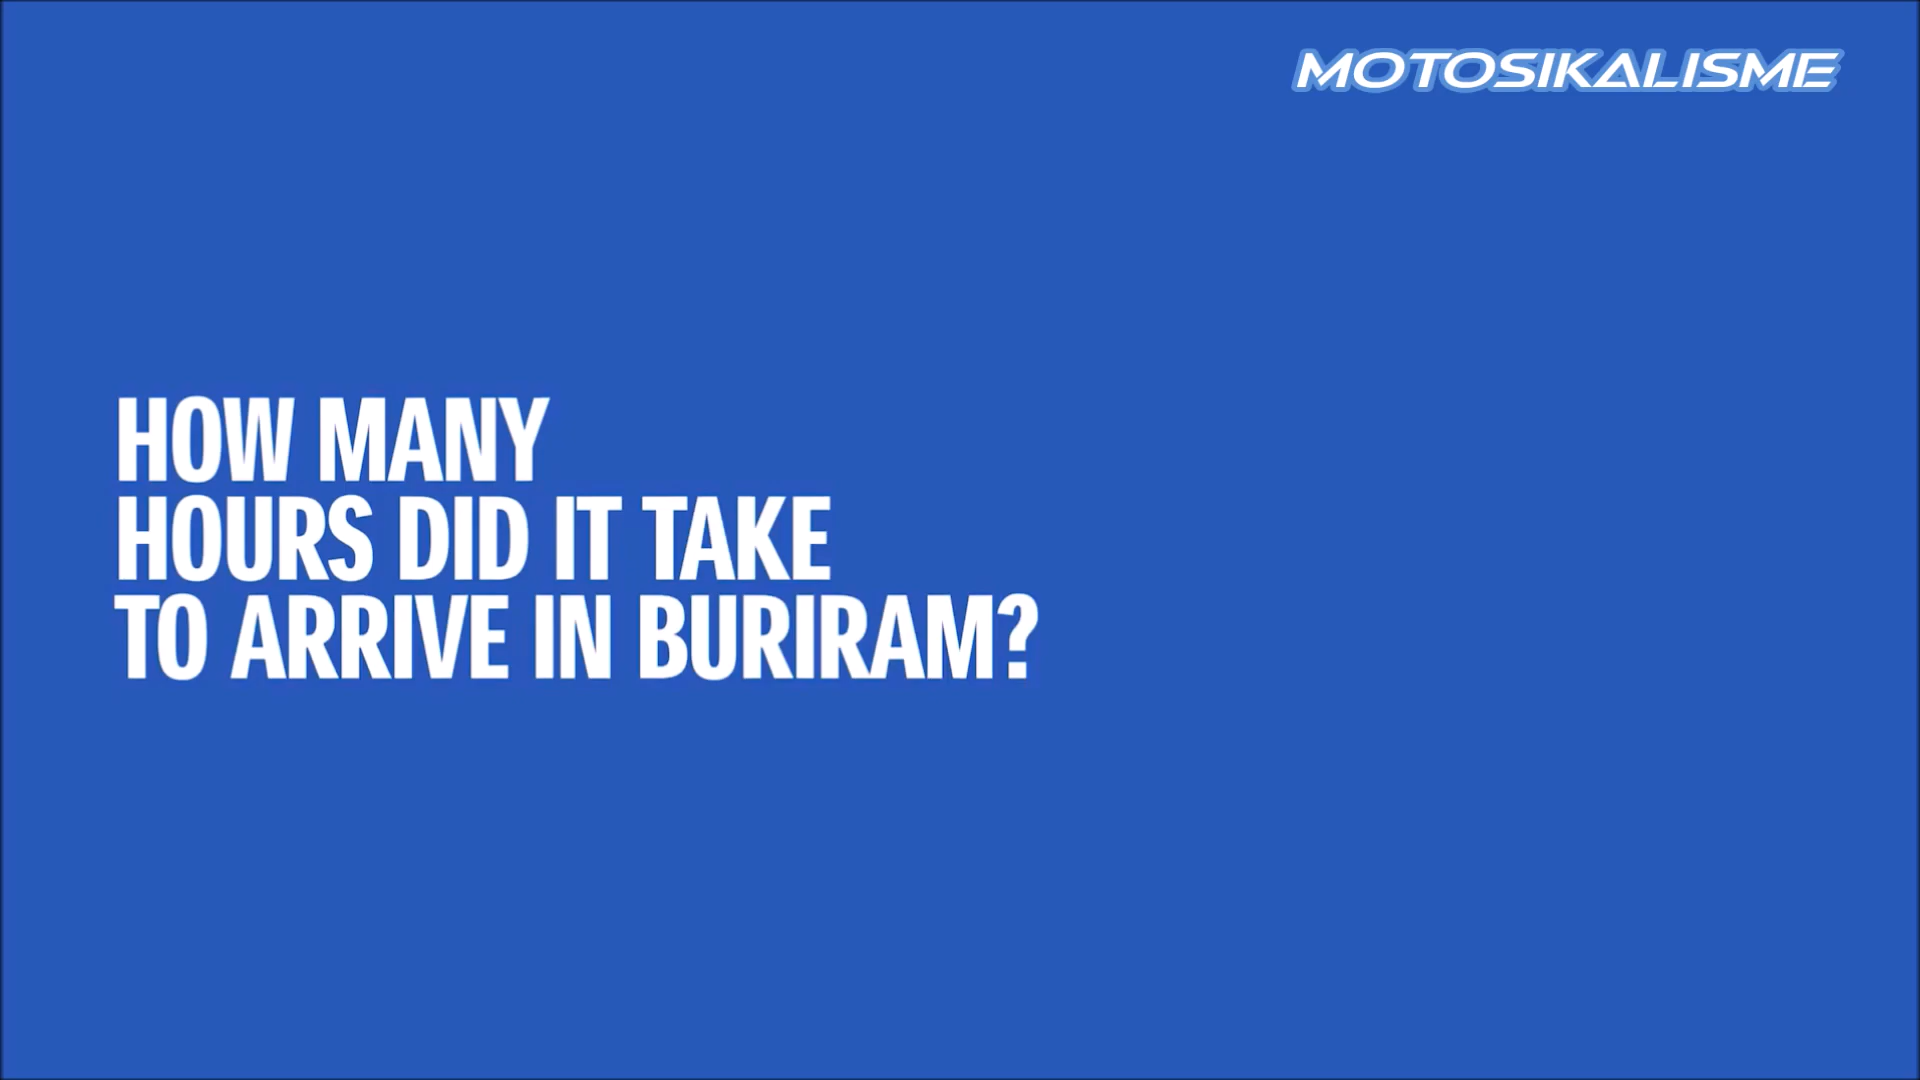 MOTOSIKALISME
HOW MANY
HOURS DID IT TAKE
TO ARRIVE IN BURIRAM?